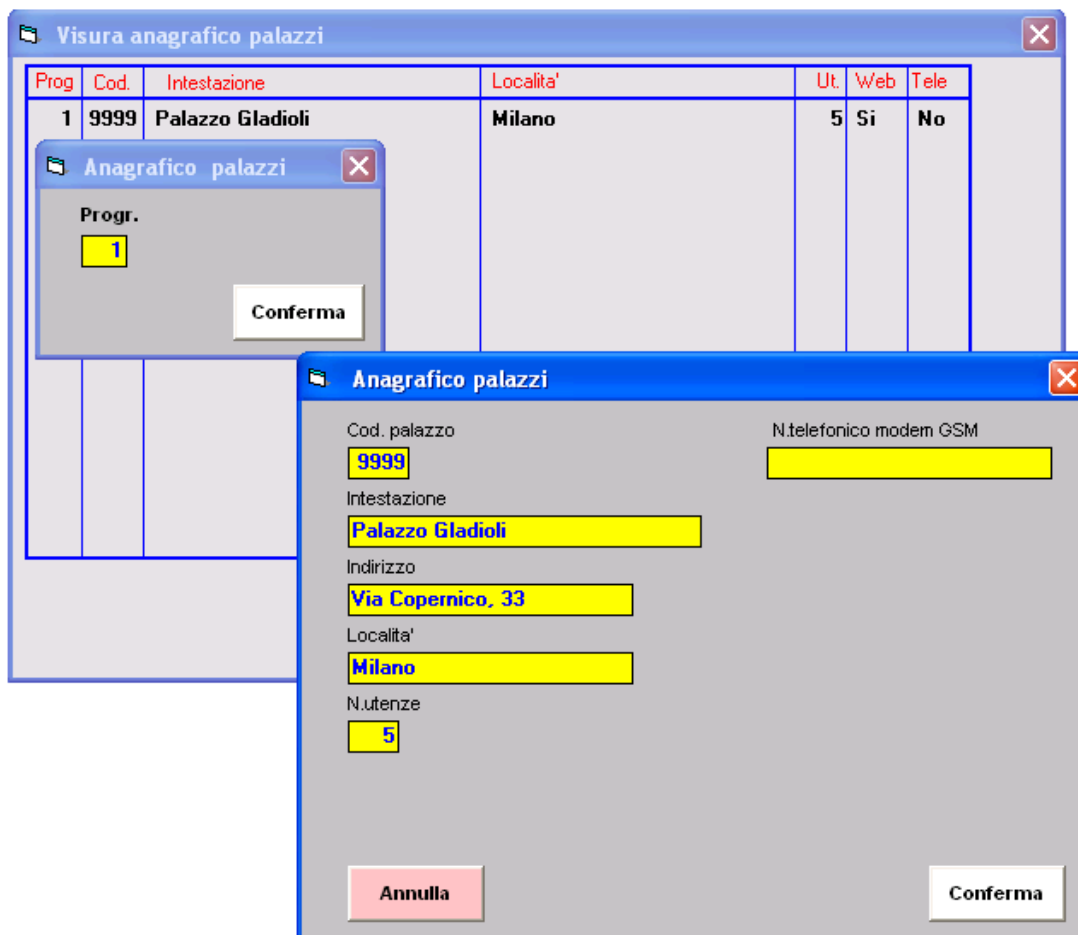 Visura anagrafico palazzi
Prog Cod. Intestazione Localita' Ut. Web Tele
1 9999 Palazzo Gladioli Milano 5 Si No
Anagrafico palazzi
Progr.
1
Conferma
Anagrafico palazzi
Cod. palazzo N.telefonico modem GSM
9999
Intestazione
Palazzo Gladioli
Indirizzo
Via Copernico, 33
Localita'
Milano
N.utenze
5
Annulla Conferma